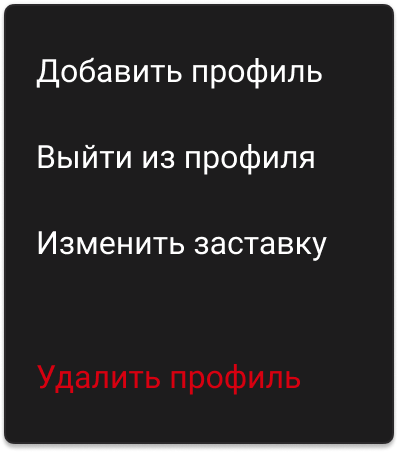 Добавить профиль
Выйти из профиля
Изменить заставку
Удалить профиль